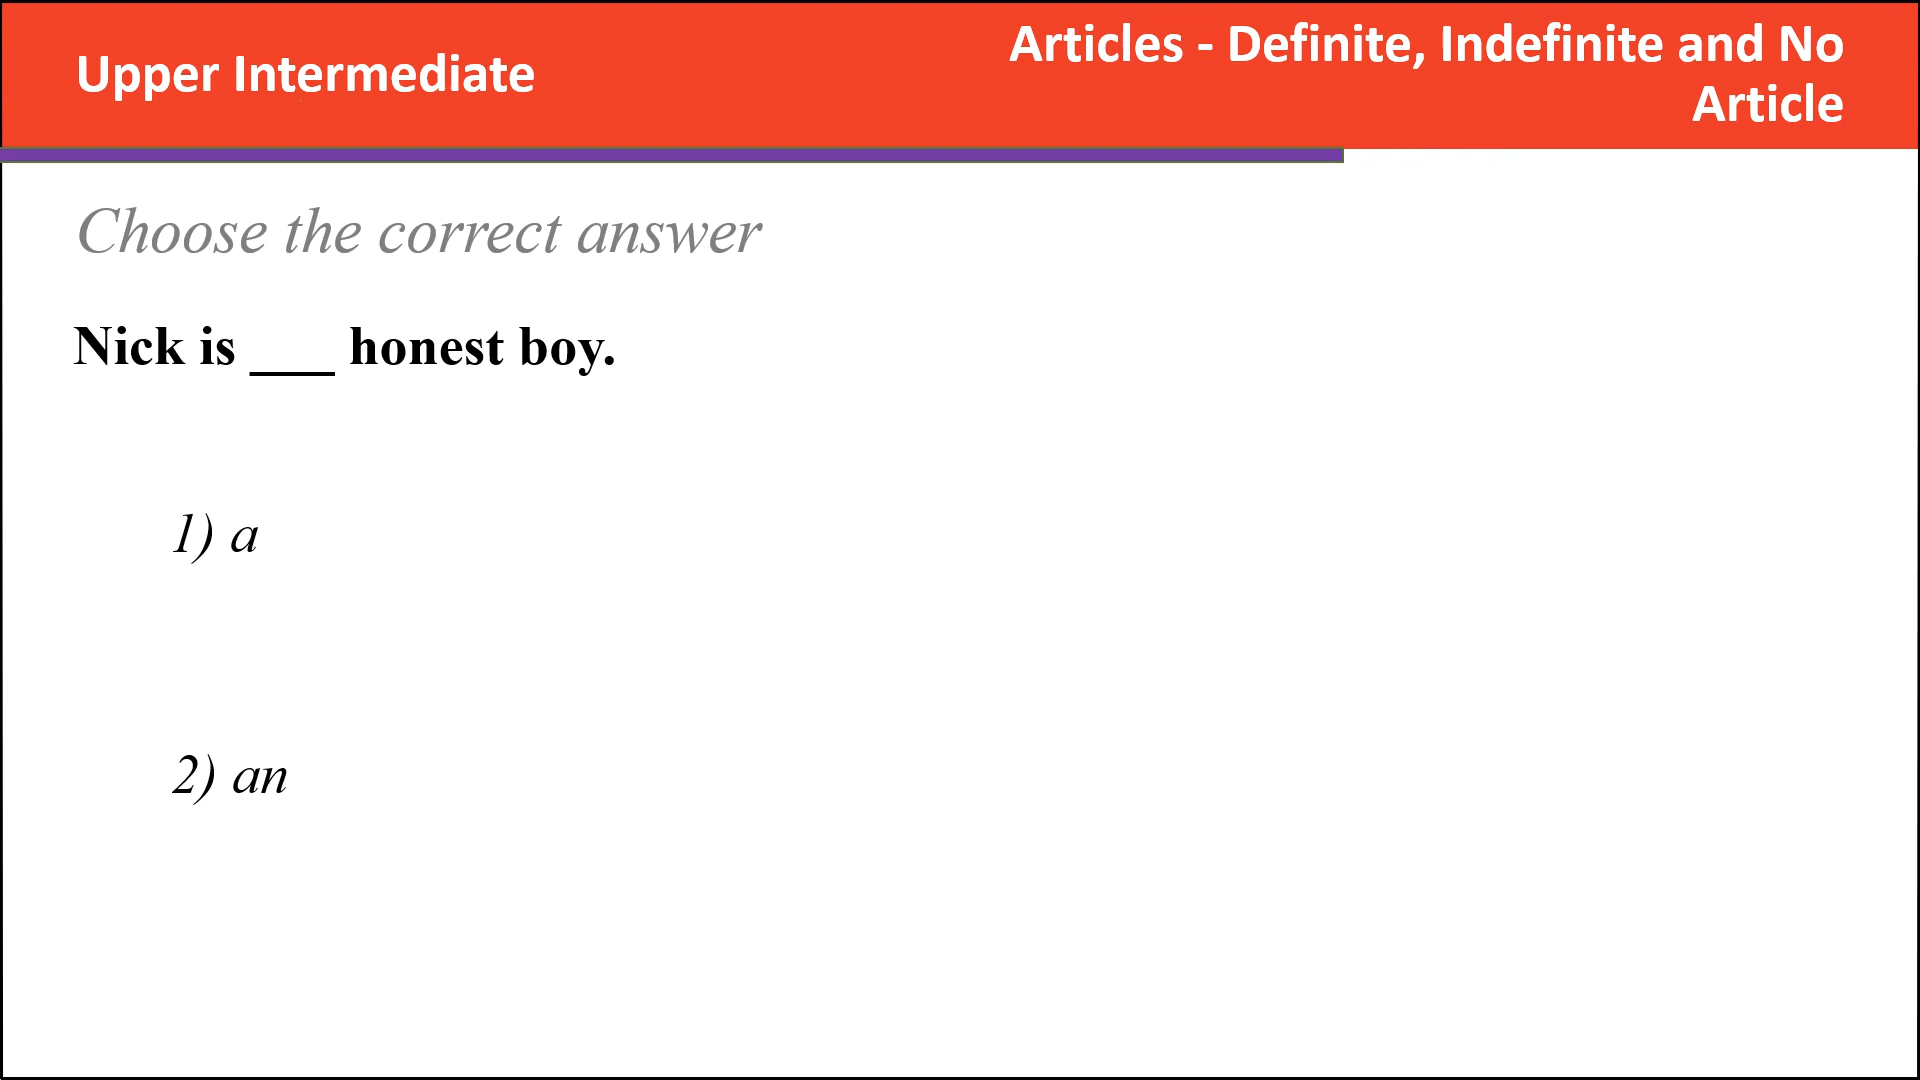 Upper Intermediate
Articles - Definite, Indefinite and No
Article
Choose the correct answer
Nick is ___ honest boy.
1) a
2) an